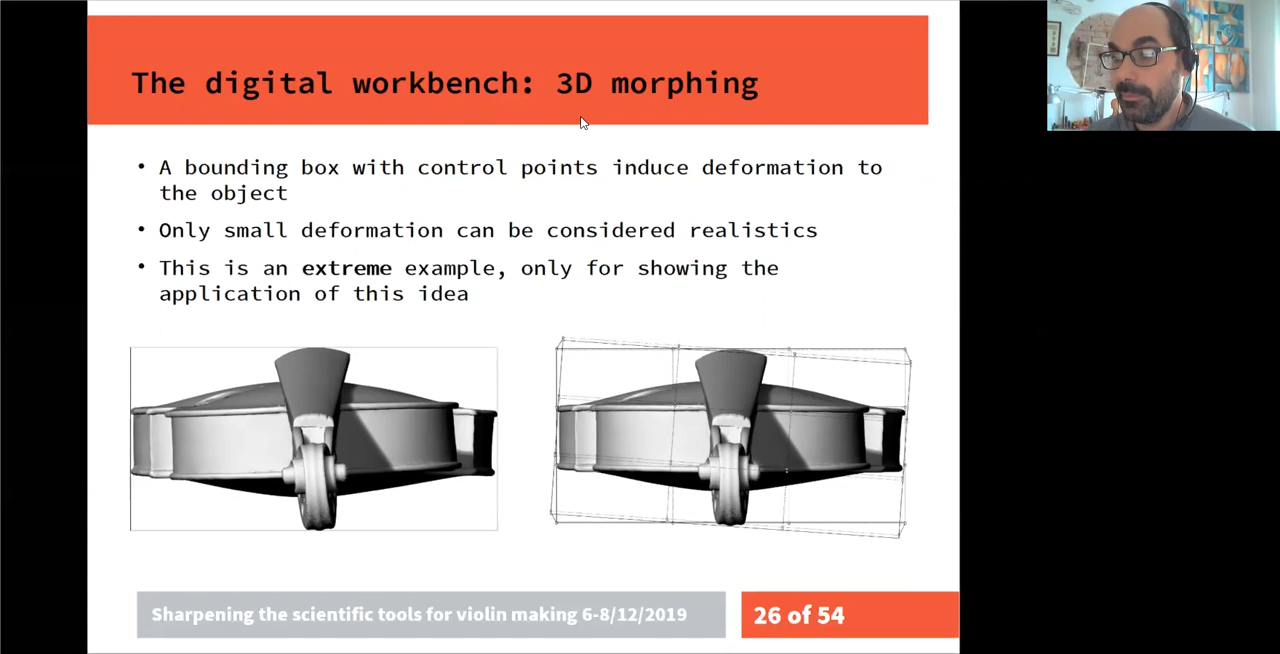 The digital workbench: 3D morphing
• A bounding box with control points induce deformation to
the object
• Only small deformation can be considered realistics
• This is an extreme example, only for showing the
application of this idea
Sharpening the scientific tools for violin making 6-8/12/2019
26 of 54